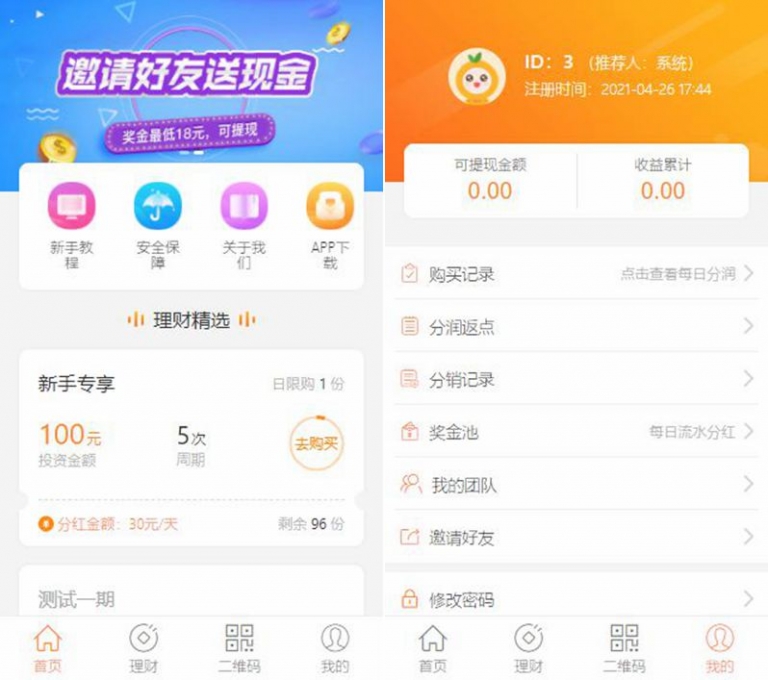 邀请好友送现金
奖金最低18元，可提现
新手教
程
安全保
障
关于我
们
APP下
载
理财精选
新手专享
日限购 1 份
100元
5次
去购买
投资金额
周期
分红金额：30元/天
剩余 96 份
测试一期
首页
理财
二维码
我的
ID：3 （推荐人：系统）
注册时间：2021-04-26 17:44
可提现金额
收益累计
0.00
0.00
购买记录
点击查看每日分润
分润返点
分销记录
奖金池
每日流水分红
我的团队
邀请好友
修改密码
首页
理财
二维码
我的